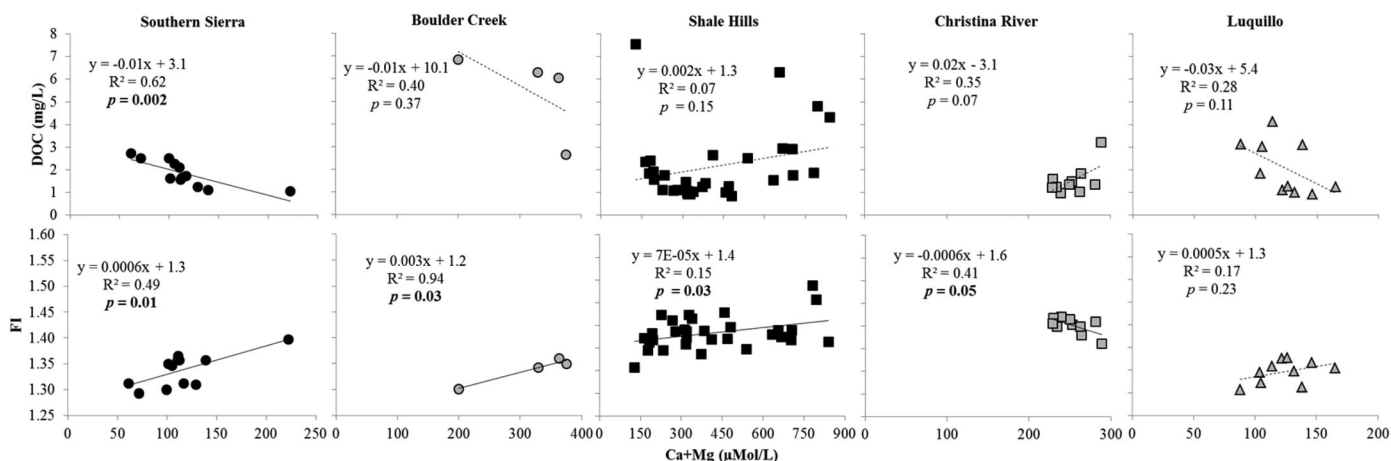 Southern Sierra
Boulder Creek
Shale Hills
Christina River
Luquillo
DOC (mg/L)
8
7
6
5
4
3
2
1
0
y = -0.01x + 3.1
R² = 0.62
p = 0.002
y = -0.01x + 10.1
R² = 0.40
p = 0.37
y = 0.002x + 1.3
R² = 0.07
p = 0.15
y = 0.02x - 3.1
R² = 0.35
p = 0.07
y = -0.03x + 5.4
R² = 0.28
p = 0.11
FI
1.60
1.55
1.50
1.45
1.40
1.35
1.30
1.25
y = 0.0006x + 1.3
R² = 0.49
p = 0.01
y = 0.003x + 1.2
R² = 0.94
p = 0.03
y = 7E-05x + 1.4
R² = 0.15
p = 0.03
y = -0.0006x + 1.6
R² = 0.41
p = 0.05
y = 0.0005x + 1.3
R² = 0.17
p = 0.23
0 50 100 150 200 250
0 100 200 300 400
0 150 300 450 600 750 900
0 100 200 300
0 50 100 150 200
Ca+Mg (µMol/L)